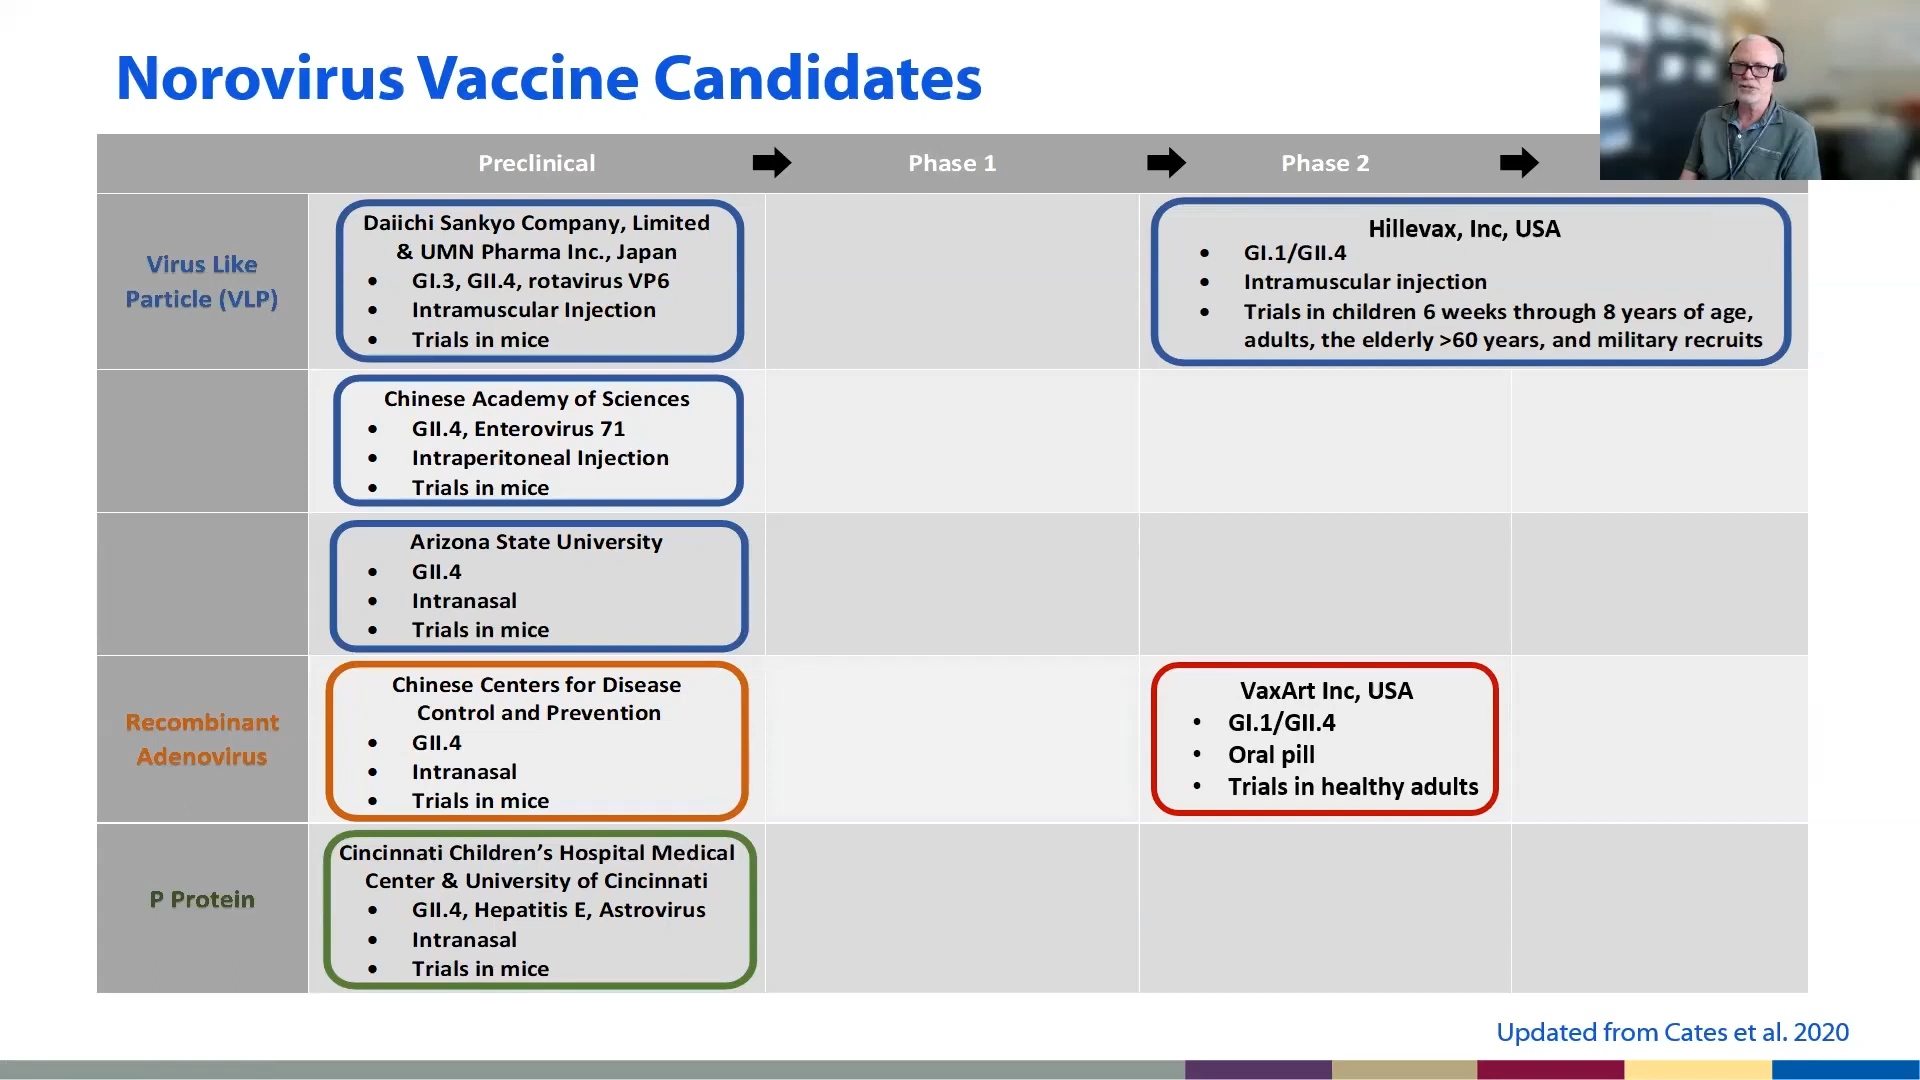 Norovirus Vaccine Candidates
Preclinical
Phase 1
Phase 2
Virus Like
Particle (VLP)
Daiichi Sankyo Company, Limited
& UMN Pharma Inc., Japan
• GI.3, GII.4, rotavirus VP6
• Intramuscular Injection
• Trials in mice
Hillevax, Inc, USA
• GI.1/GII.4
• Intramuscular injection
• Trials in children 6 weeks through 8 years of age,
adults, the elderly >60 years, and military recruits
Chinese Academy of Sciences
• GII.4, Enterovirus 71
• Intraperitoneal Injection
• Trials in mice
Arizona State University
• GII.4
• Intranasal
• Trials in mice
Recombinant
Adenovirus
Chinese Centers for Disease
Control and Prevention
• GII.4
• Intranasal
• Trials in mice
VaxArt Inc, USA
• GI.1/GII.4
• Oral pill
• Trials in healthy adults
P Protein
Cincinnati Children’s Hospital Medical
Center & University of Cincinnati
• GII.4, Hepatitis E, Astrovirus
• Intranasal
• Trials in mice
Updated from Cates et al. 2020